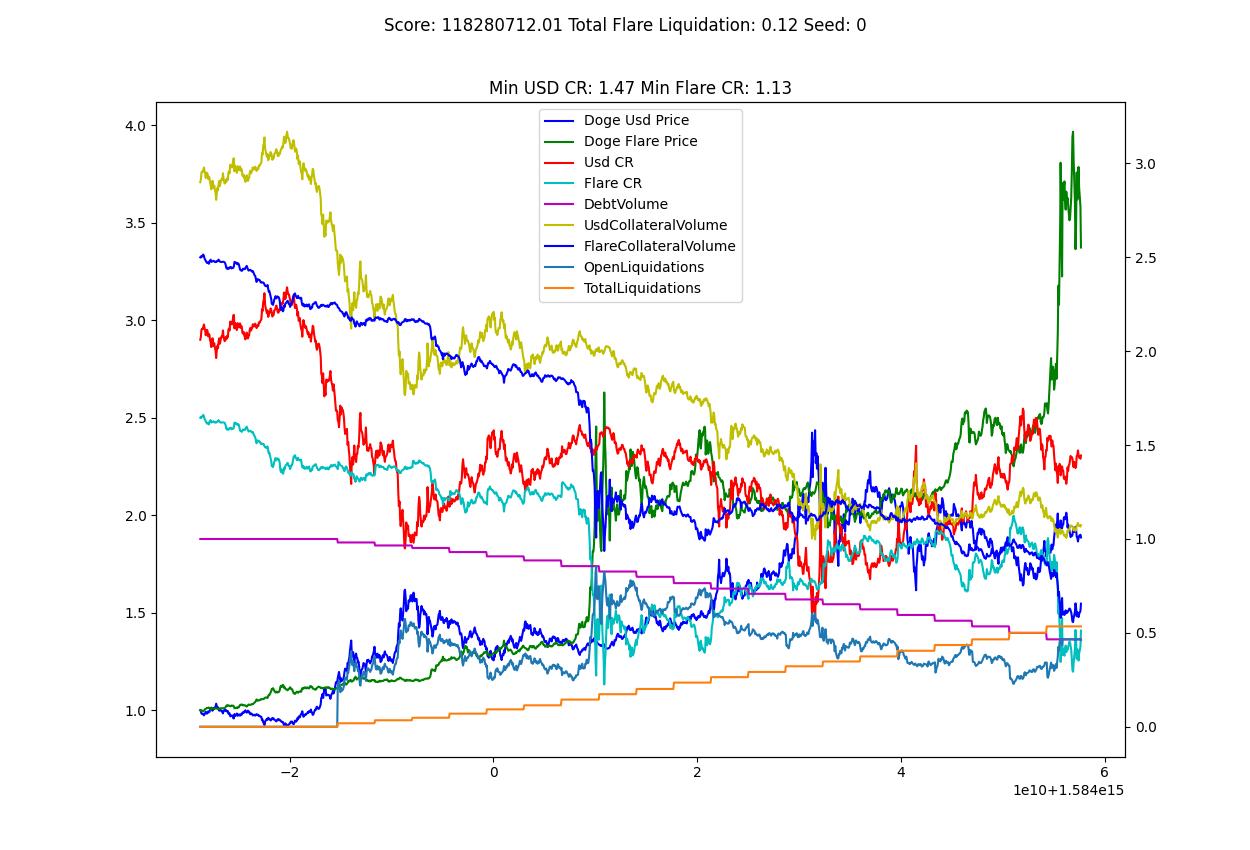 Score: 118280712.01 Total Flare Liquidation: 0.12 Seed: 0
Min USD CR: 1.47 Min Flare CR: 1.13
Doge Usd Price
Doge Flare Price
Usd CR
Flare CR
DebtVolume
UsdCollateralVolume
FlareCollateralVolume
OpenLiquidations
TotalLiquidations
4.0
3.5
3.0
2.5
2.0
1.5
1.0
3.0
2.5
2.0
1.5
1.0
0.5
0.0
−2
0
2
4
6
1e10+1.584e15